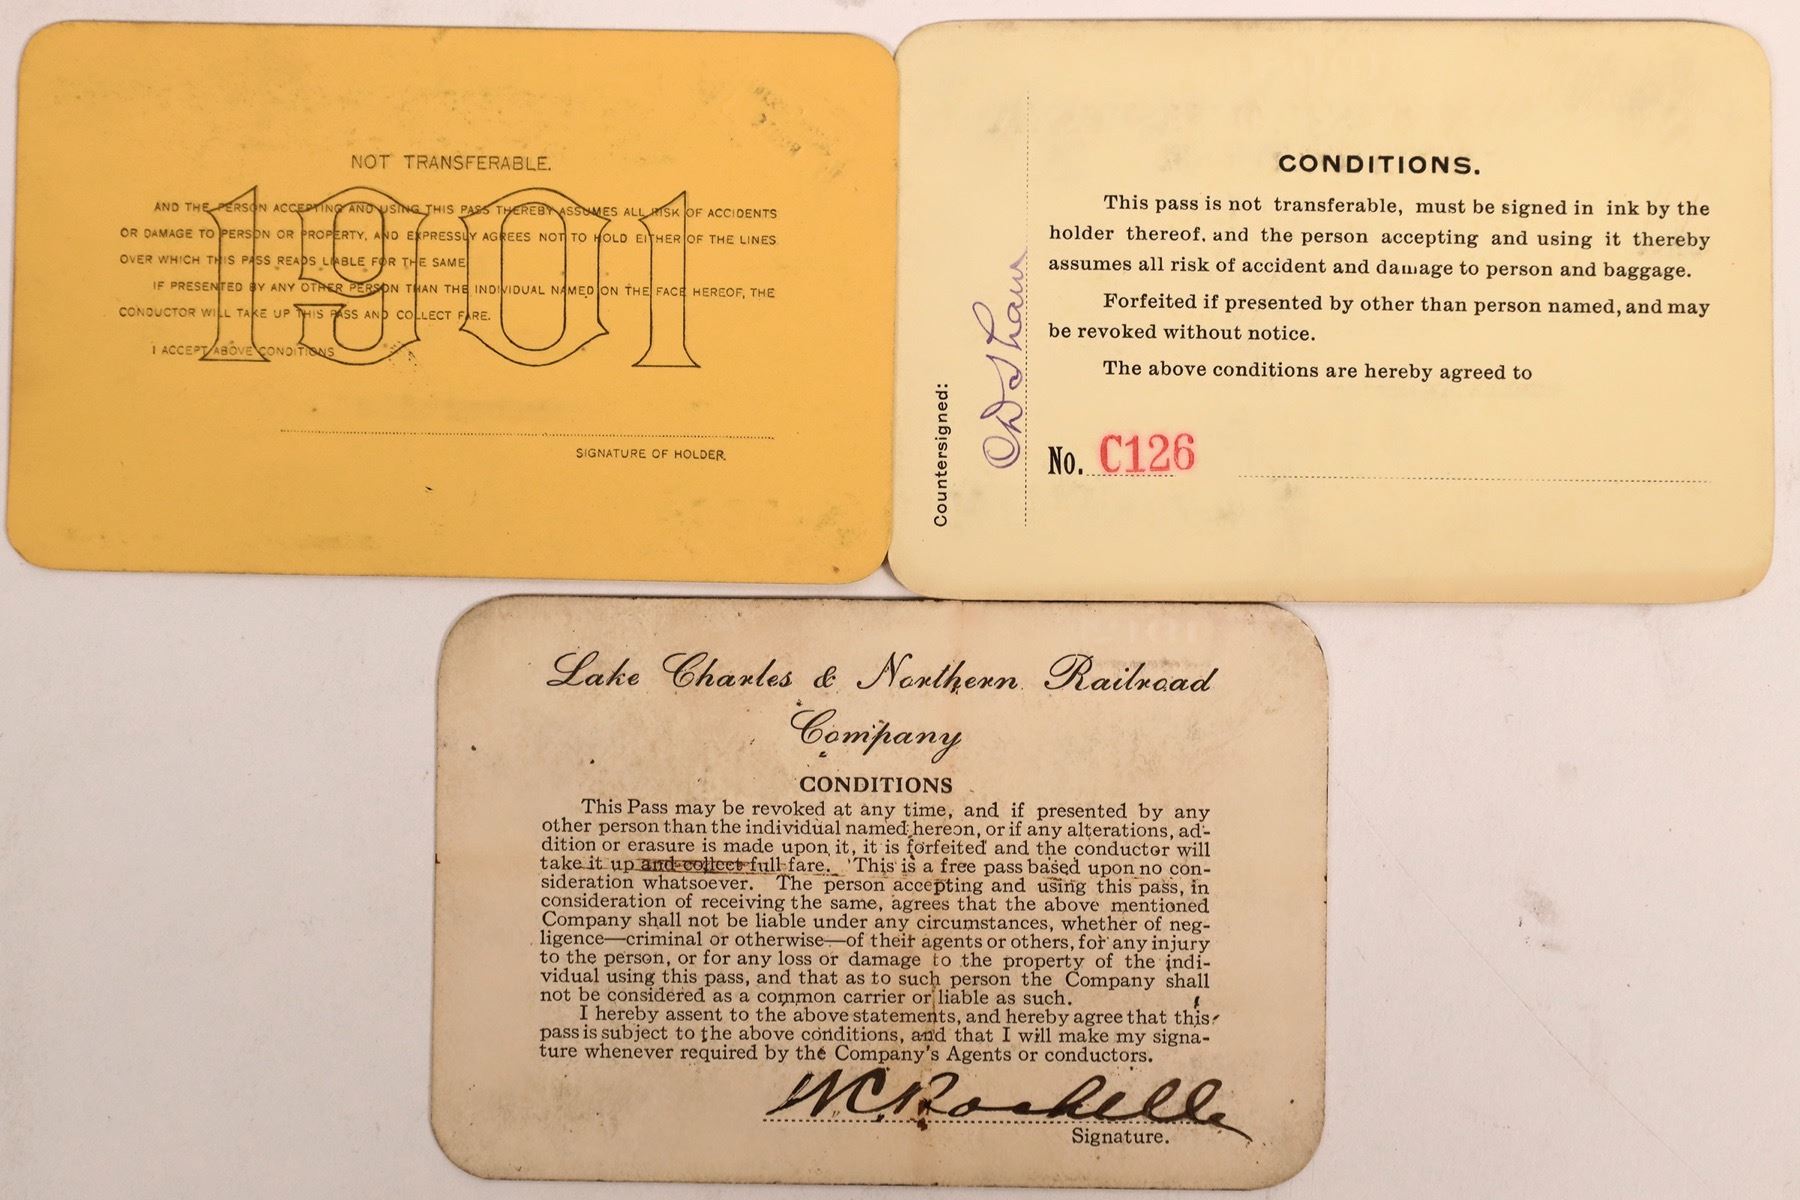 NOT TRANSFERABLE.
1901
AND THE PERSON ACCEPTING AND USING THIS PASS THEREBY ASSUMES ALL RISK OF ACCIDENTS
OR DAMAGE TO PERSON OR PROPERTY, AND EXPRESSLY AGREES NOT TO HOLD EITHER OF THE LINES
OVER WHICH THIS PASS READS LIABLE FOR THE SAME
IF PRESENTED BY ANY OTHER PERSON THAN THE INDIVIDUAL NAMED ON THE FACE HEREOF, THE
CONDUCTOR WILL TAKE UP THIS PASS AND COLLECT FARE.
I ACCEPT ABOVE CONDITIONS
SIGNATURE OF HOLDER.
Countersigned:
CONDITIONS.
This pass is not transferable, must be signed in ink by the
holder thereof, and the person accepting and using it thereby
assumes all risk of accident and damage to person and baggage.
Forfeited if presented by other than person named, and may
be revoked without notice.
The above conditions are hereby agreed to
No. C126
Lake Charles & Northern Railroad
Company
CONDITIONS
This Pass may be revoked at any time, and if presented by any
other person than the individual named hereon, or if any alterations, ad-
dition or erasure is made upon it, it is forfeited and the conductor will
take it up and collect full fare. This is a free pass based upon no con-
sideration whatsoever. The person accepting and using this pass, in
consideration of receiving the same, agrees that the above mentioned
Company shall not be liable under any circumstances, whether of neg-
ligence—criminal or otherwise—of their agents or others, for any injury
to the person, or for any loss or damage to the property of the indi-
vidual using this pass, and that as to such person the Company shall
not be considered as a common carrier or liable as such.
I hereby assent to the above statements, and hereby agree that this
pass is subject to the above conditions, and that I will make my signa-
ture whenever required by the Company's Agents or conductors.
W C Rochelle
Signature.